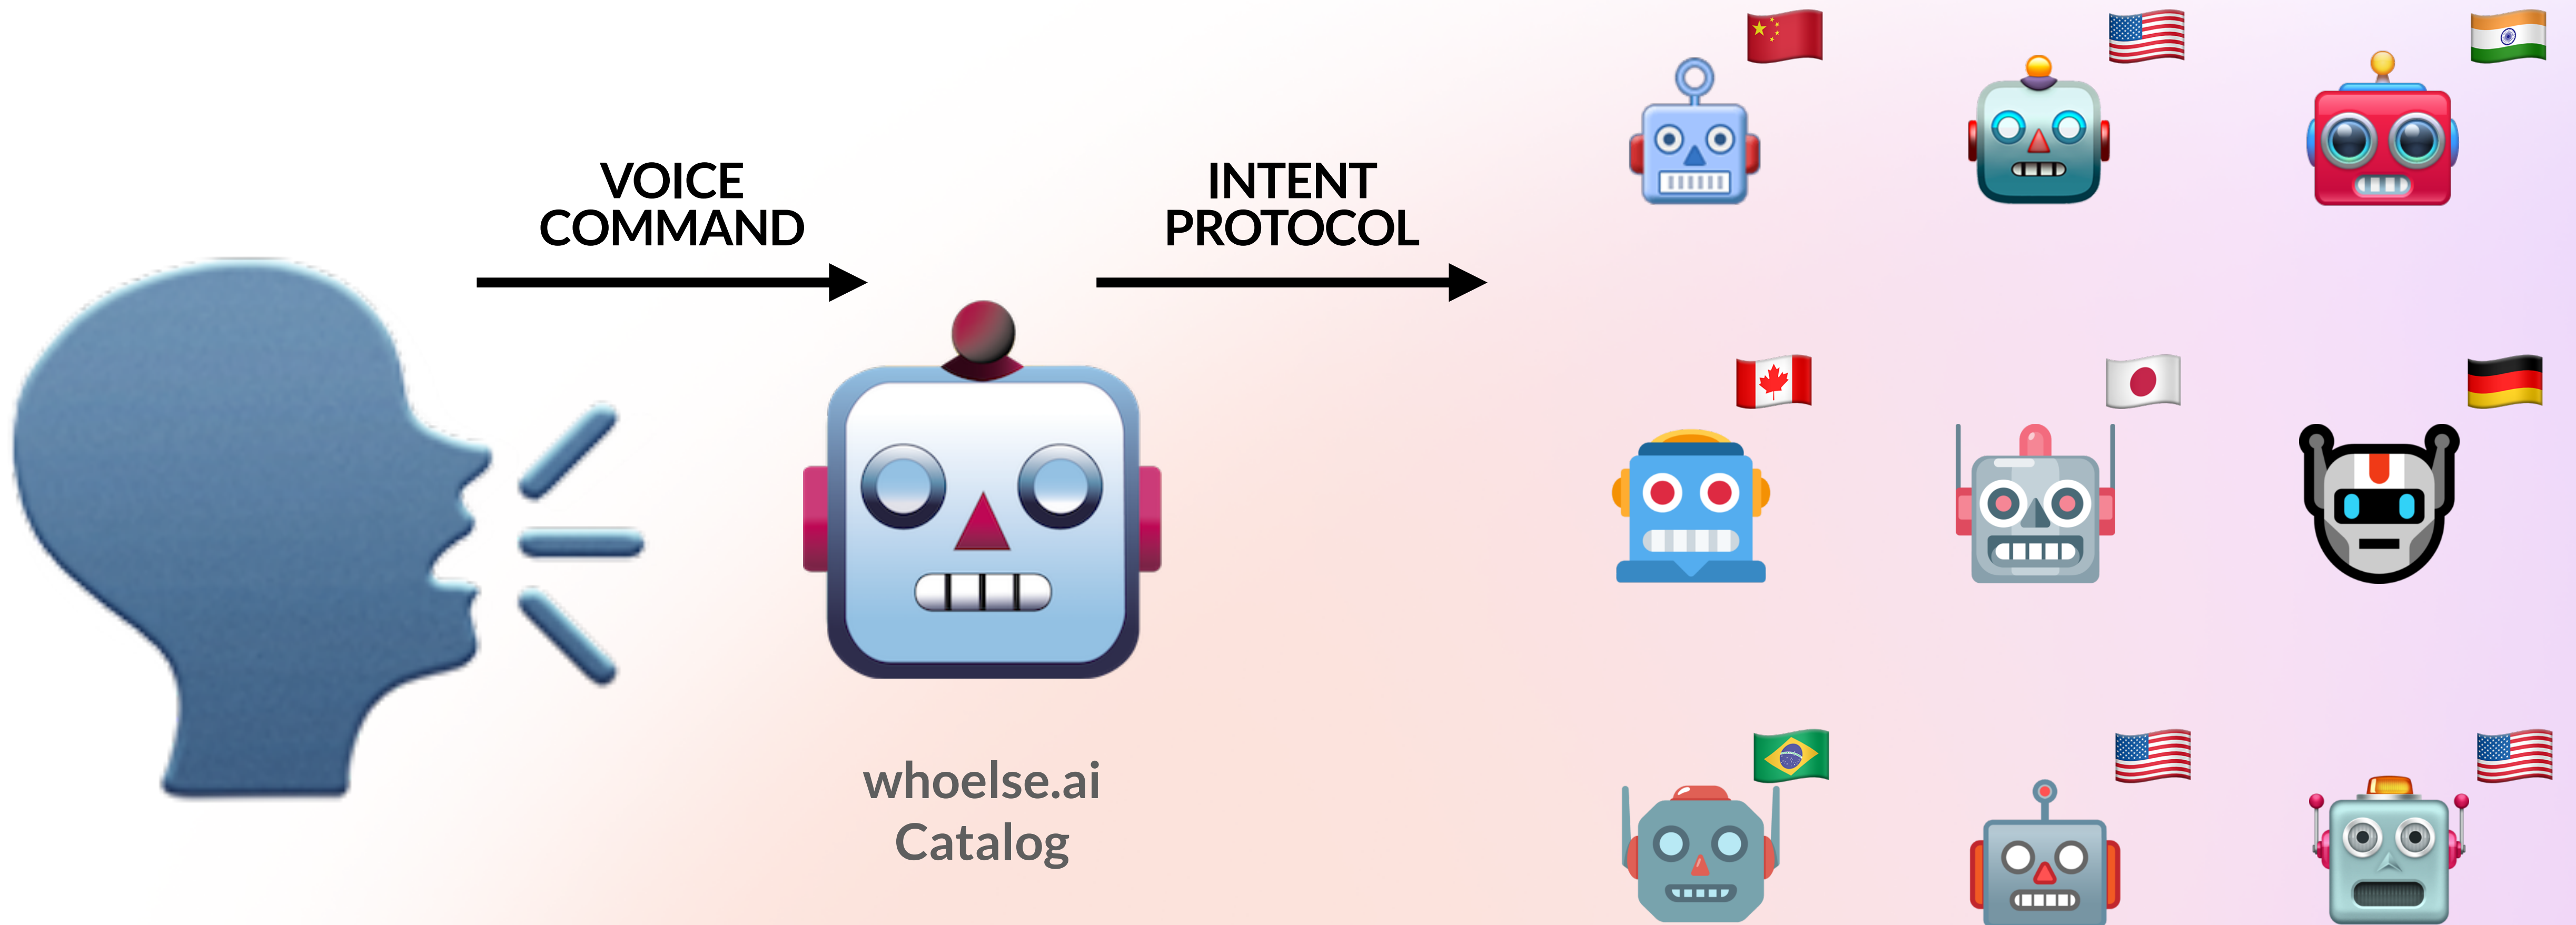 VOICE
COMMAND
INTENT
PROTOCOL
whoelse.ai
Catalog